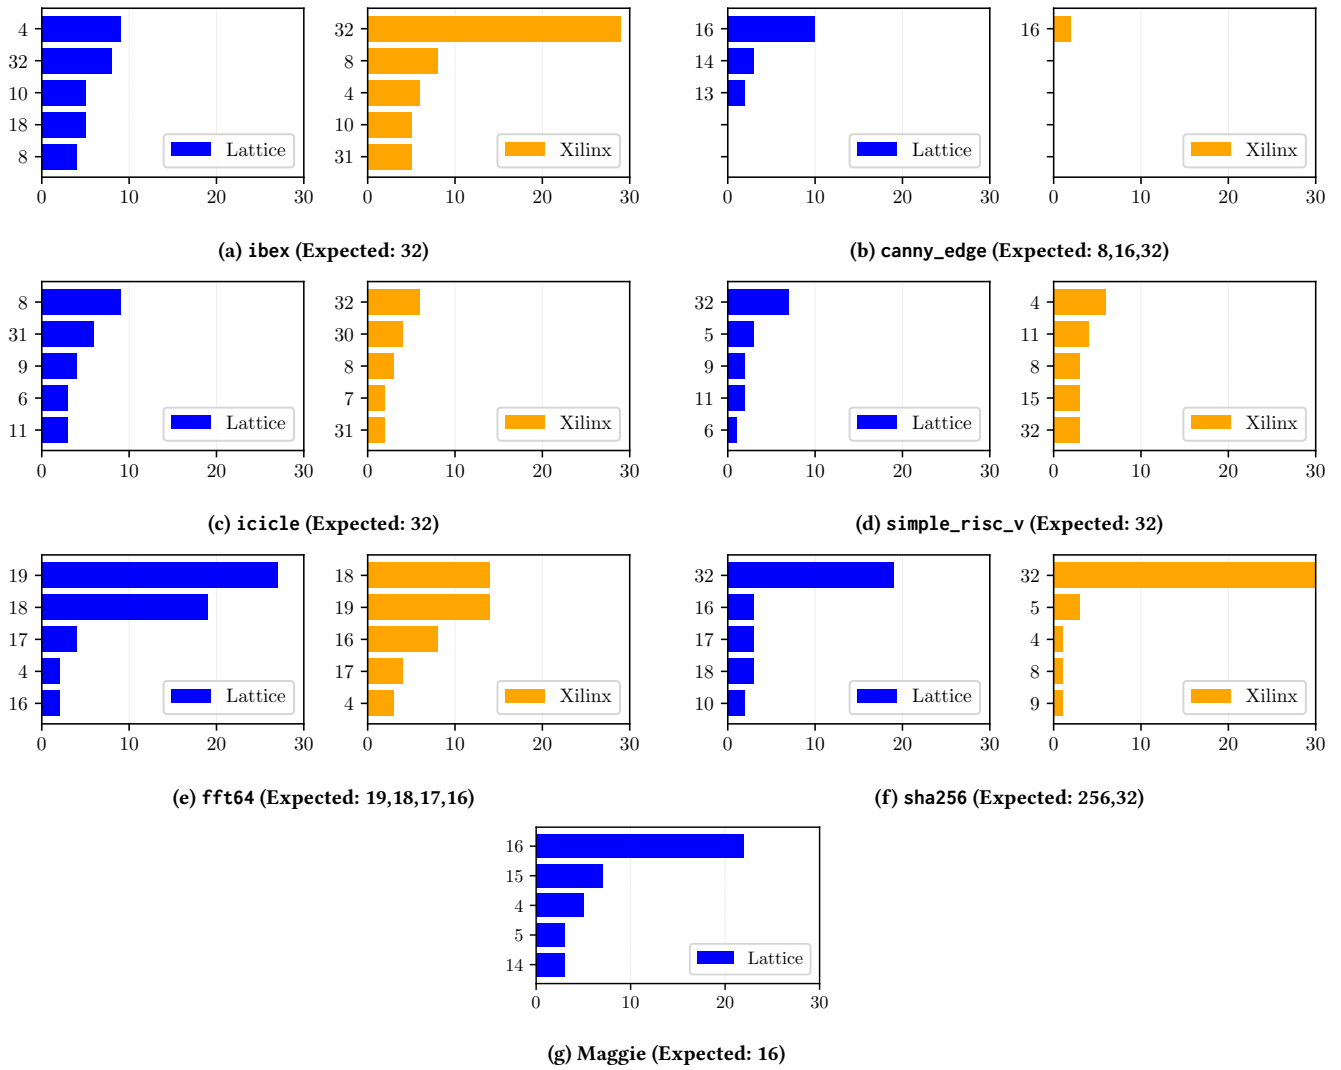 4
32
10
18
8
Lattice
0 10 20 30
32
8
4
10
31
Xilinx
0 10 20 30
(a) ibex (Expected: 32)
16
14
13
Lattice
0 10 20 30
16
Xilinx
0 10 20 30
(b) canny_edge (Expected: 8,16,32)
8
31
9
6
11
Lattice
0 10 20 30
32
30
8
7
31
Xilinx
0 10 20 30
(c) icicle (Expected: 32)
32
5
9
11
6
Lattice
0 10 20 30
4
11
8
15
32
Xilinx
0 10 20 30
(d) simple_risc_v (Expected: 32)
19
18
17
4
16
Lattice
0 10 20 30
18
19
16
17
4
Xilinx
0 10 20 30
(e) fft64 (Expected: 19,18,17,16)
32
16
17
18
10
Lattice
0 10 20 30
32
5
4
8
9
Xilinx
0 10 20 30
(f) sha256 (Expected: 256,32)
16
15
4
5
14
Lattice
0 10 20 30
(g) Maggie (Expected: 16)